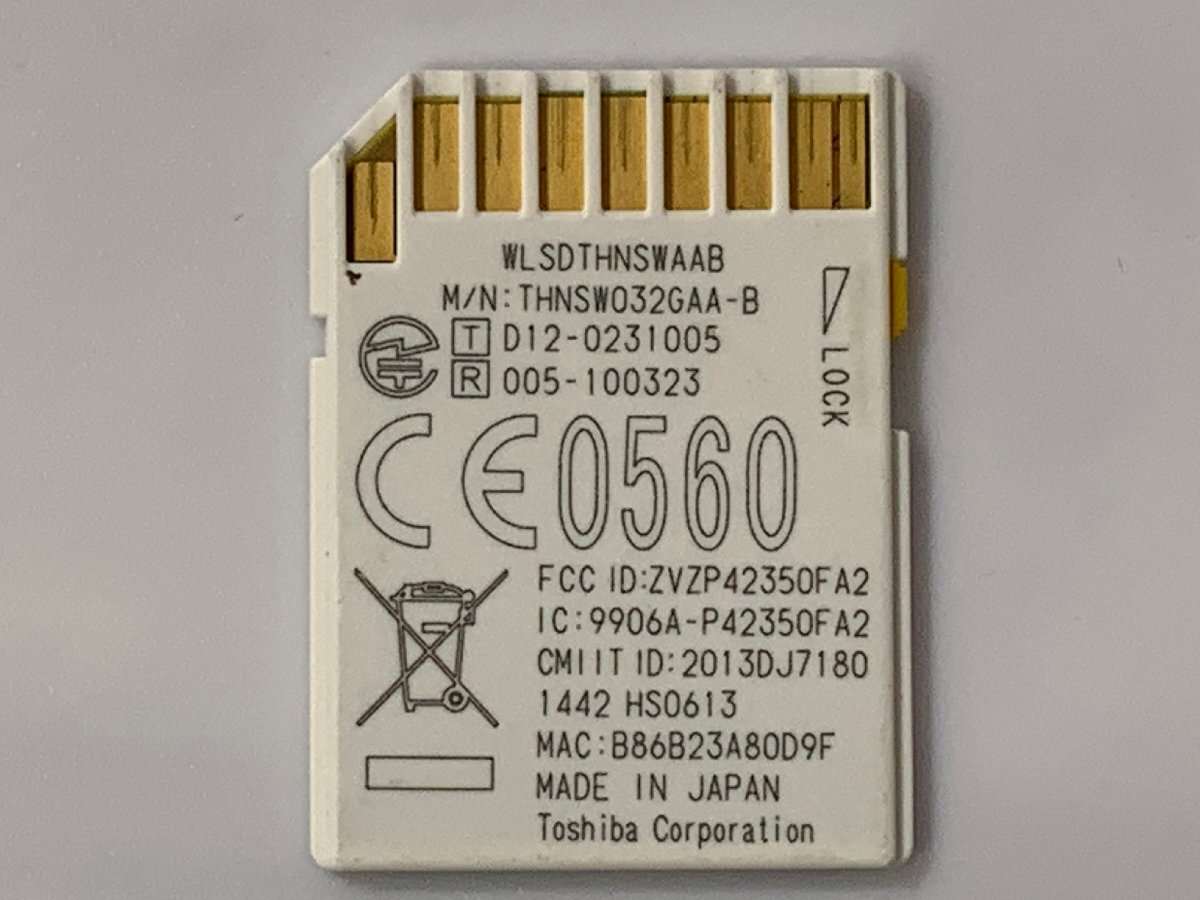 WLSDTHNSWAAB
M/N:THNSW032GAA-B
T D12-0231005
R 005-100323
LOCK
CE0560
FCC ID:ZVZP42350FA2
IC:9906A-P42350FA2
CMIIT ID:2013DJ7180
1442 HS0613
MAC:B86B23A80D9F
MADE IN JAPAN
Toshiba Corporation